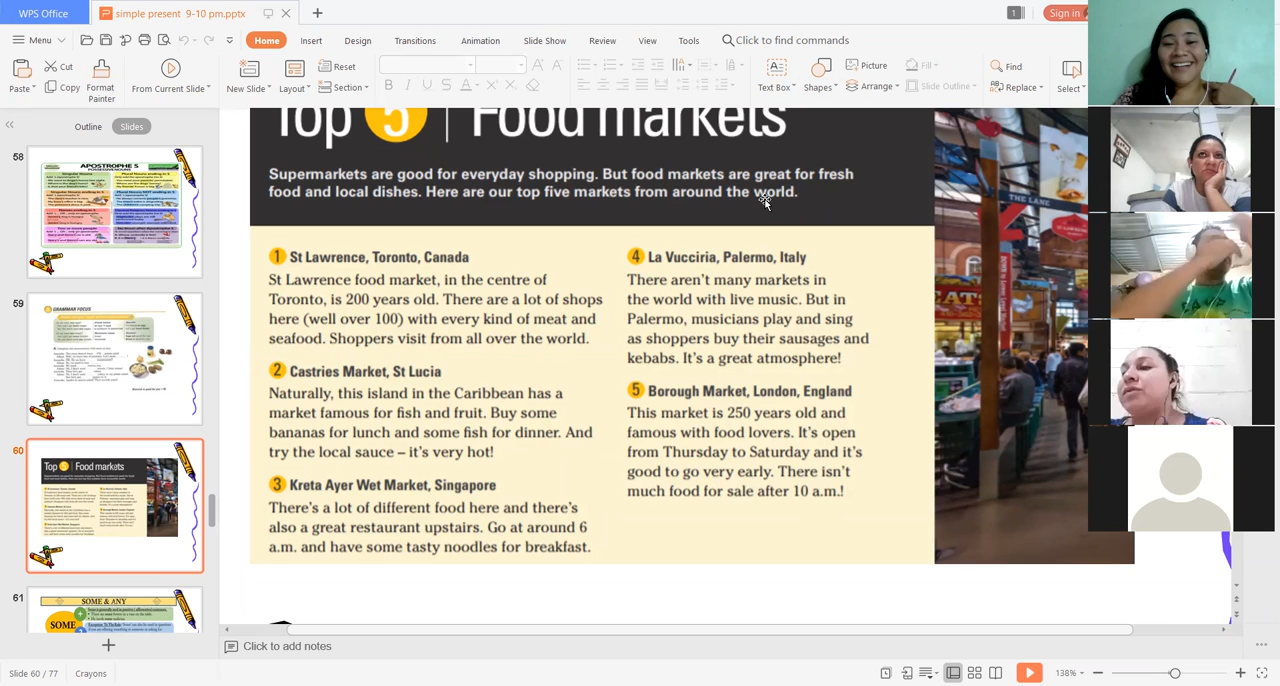 WPS Office
simple present 9-10 pm.pptx
1
Sign in
Menu
Home
Insert
Design
Transitions
Animation
Slide Show
Review
View
Tools
Click to find commands
Paste
Cut
Copy
Format Painter
From Current Slide
New Slide
Layout
Reset
Section
B
I
U
S
A
Text Box
Shapes
Picture
Arrange
Fill
Slide Outline
Find
Replace
Select
Outline
Slides
58
APOSTROPHE S
59
GRAMMAR FOCUS
60
Top 5 Food markets
61
SOME & ANY
SOME
Top 5 | Food markets
Supermarkets are good for everyday shopping. But food markets are great for fresh
food and local dishes. Here are our top five markets from around the world.
1 St Lawrence, Toronto, Canada
St Lawrence food market, in the centre of
Toronto, is 200 years old. There are a lot of shops
here (well over 100) with every kind of meat and
seafood. Shoppers visit from all over the world.
2 Castries Market, St Lucia
Naturally, this island in the Caribbean has a
market famous for fish and fruit. Buy some
bananas for lunch and some fish for dinner. And
try the local sauce – it's very hot!
3 Kreta Ayer Wet Market, Singapore
There's a lot of different food here and there's
also a great restaurant upstairs. Go at around 6
a.m. and have some tasty noodles for breakfast.
4 La Vucciria, Palermo, Italy
There aren't many markets in
the world with live music. But in
Palermo, musicians play and sing
as shoppers buy their sausages and
kebabs. It's a great atmosphere!
5 Borough Market, London, England
This market is 250 years old and
famous with food lovers. It's open
from Thursday to Saturday and it's
good to go very early. There isn't
much food for sale after 10 a.m.!
THE LANE
Click to add notes
Slide 60 / 77
Crayons
138%